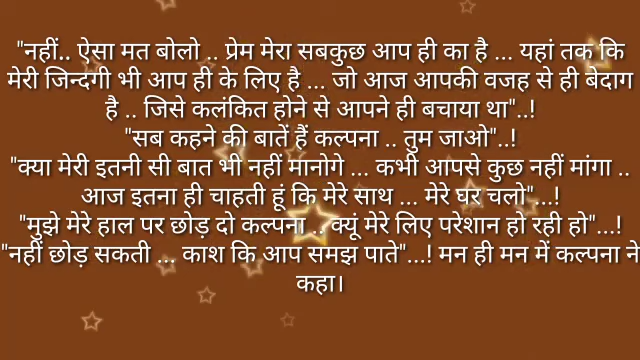 "नहीं.. ऐसा मत बोलो .. प्रेम मेरा सबकुछ आप ही का है ... यहां तक कि
मेरी जिन्दगी भी आप ही के लिए है ... जो आज आपकी वजह से ही बेदाग
है .. जिसे कलंकित होने से आपने ही बचाया था"..!
"सब कहने की बातें हैं कल्पना .. तुम जाओ"..!
"क्या मेरी इतनी सी बात भी नहीं मानोगे ... कभी आपसे कुछ नहीं मांगा ..
आज इतना ही चाहती हूं कि मेरे साथ ... मेरे घर चलो"...!
"मुझे मेरे हाल पर छोड़ दो कल्पना .. क्यूं मेरे लिए परेशान हो रही हो"...!
"नहीं छोड़ सकती ... काश कि आप समझ पाते"...! मन ही मन में कल्पना ने
कहा।